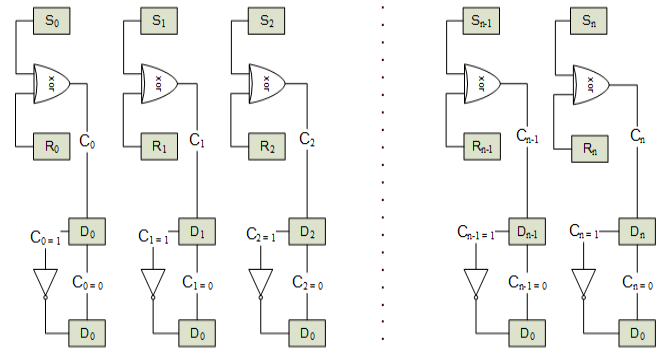 S₀ S₁ S₂ Sₙ₋₁ Sₙ
xor xor xor xor xor
R₀ R₁ R₂ Rₙ₋₁ Rₙ
C₀ C₁ C₂ Cₙ₋₁ Cₙ
D₀ D₁ D₂ Dₙ₋₁ Dₙ
C₀ ₌ ₁ C₁ ₌ ₁ C₂ ₌ ₁ Cₙ₋₁ ₌ ₁ Cₙ ₌ ₁
C₀ ₌ ₀ C₁ ₌ ₀ C₂ ₌ ₀ Cₙ₋₁ ₌ ₀ Cₙ ₌ ₀
D₀ D₀ D₀ D₀ D₀